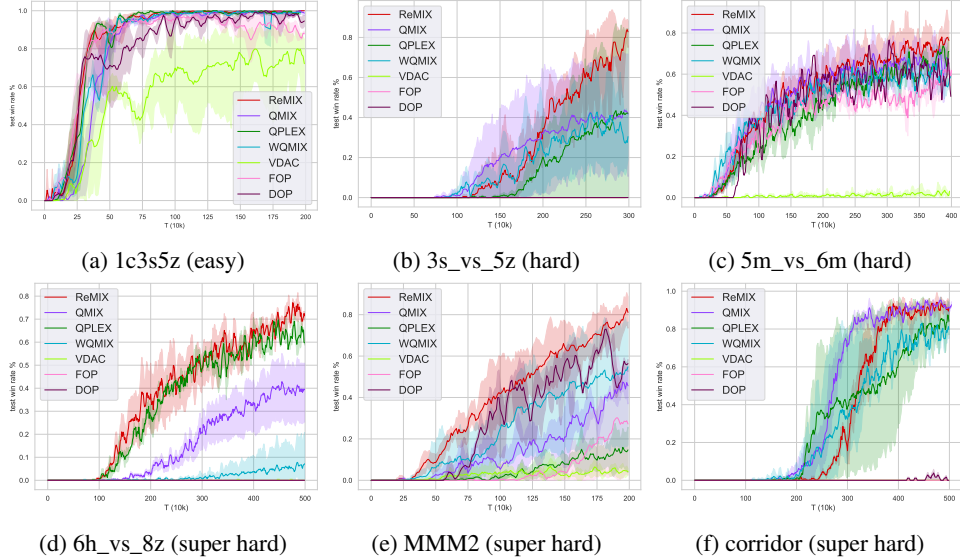 1.0
0.8
0.6
0.4
0.2
0.0
test win rate %
0 25 50 75 100 125 150 175 200
T (10k)
ReMIX
QMIX
QPLEX
WQMIX
VDAC
FOP
DOP
(a) 1c3s5z (easy)
ReMIX
QMIX
QPLEX
WQMIX
VDAC
FOP
DOP
0.8
0.6
0.4
0.2
0.0
test win rate %
0 50 100 150 200 250 300
T (10k)
(b) 3s_vs_5z (hard)
ReMIX
QMIX
QPLEX
WQMIX
VDAC
FOP
DOP
0.8
0.6
0.4
0.2
0.0
test win rate %
0 50 100 150 200 250 300 350 400
T (10k)
(c) 5m_vs_6m (hard)
ReMIX
QMIX
QPLEX
WQMIX
VDAC
FOP
DOP
0.8
0.7
0.6
0.5
0.4
0.3
0.2
0.1
0.0
test win rate %
0 100 200 300 400 500
T (10k)
(d) 6h_vs_8z (super hard)
ReMIX
QMIX
QPLEX
WQMIX
VDAC
FOP
DOP
0.8
0.6
0.4
0.2
0.0
test win rate %
0 25 50 75 100 125 150 175 200
T (10k)
(e) MMM2 (super hard)
ReMIX
QMIX
QPLEX
WQMIX
VDAC
FOP
DOP
1.0
0.8
0.6
0.4
0.2
0.0
test win rate %
0 100 200 300 400 500
T (10k)
(f) corridor (super hard)